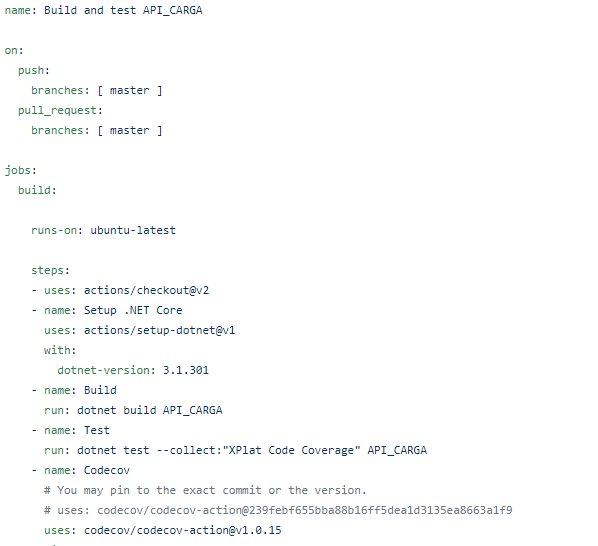 name: Build and test API_CARGA
on:
push:
branches: [ master ]
pull_request:
branches: [ master ]
jobs:
build:
runs-on: ubuntu-latest
steps:
- uses: actions/checkout@v2
- name: Setup .NET Core
uses: actions/setup-dotnet@v1
with:
dotnet-version: 3.1.301
- name: Build
run: dotnet build API_CARGA
- name: Test
run: dotnet test --collect:"XPlat Code Coverage" API_CARGA
- name: Codecov
# You may pin to the exact commit or the version.
# uses: codecov/codecov-action@239febf655bba88b16ff5dea1d3135ea8663a1f9
uses: codecov/codecov-action@v1.0.15